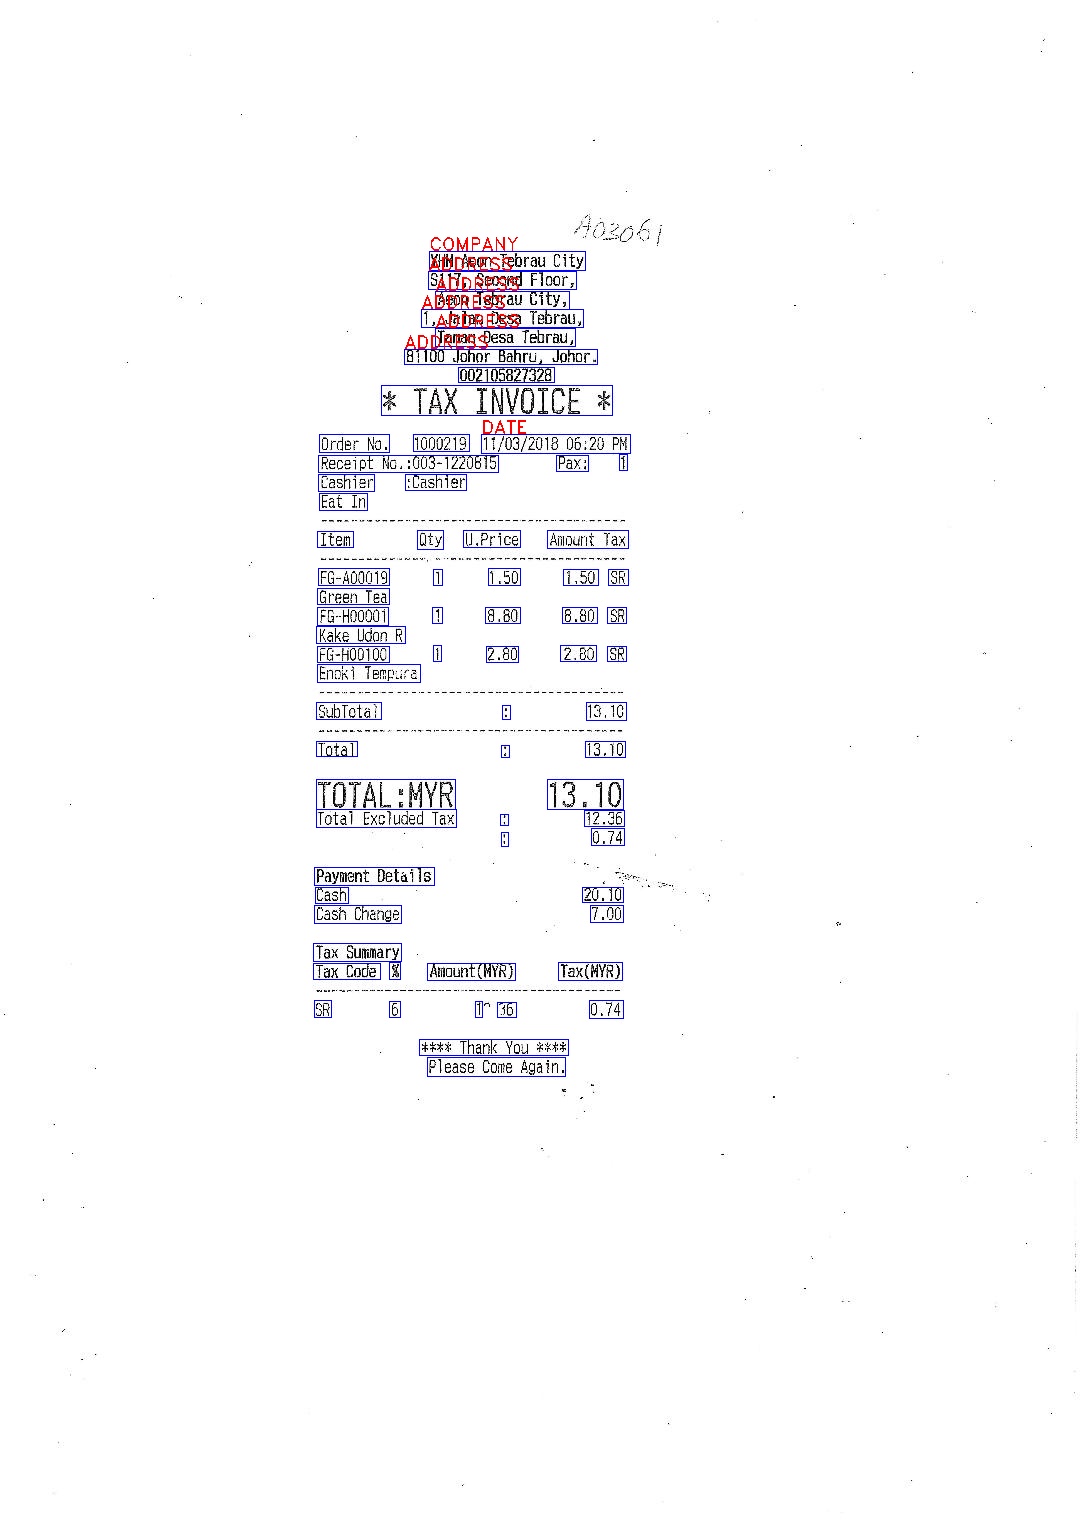 A03061
COMPANY
Tebrau City
ADDRESS
Second Floor,
ADDRESS
Aeon Tebrau City,
ADDRESS
1, Jalan Desa Tebrau,
ADDRESS
Taman Desa Tebrau,
ADDRESS
81100 Johor Bahru, Johor.
002105827328
* TAX INVOICE *
DATE
Order No. 1000219 11/03/2018 06:20 PM
Receipt No.:003-1220815 Pax: 1
Cashier :Cashier
Eat In
Item Qty U.Price Amount Tax
FG-A00019 1 1.50 1.50 SR
Green Tea
FG-H00001 1 8.80 8.80 SR
Kake Udon R
FG-H00100 1 2.80 2.80 SR
Enoki Tempura
SubTotal : 13.10
Total : 13.10
TOTAL:MYR 13.10
Total Excluded Tax : 12.36
: 0.74
Payment Details
Cash 20.10
Cash Change 7.00
Tax Summary
Tax Code % Amount(MYR) Tax(MYR)
SR 6 36 0.74
**** Thank You ****
Please Come Again.